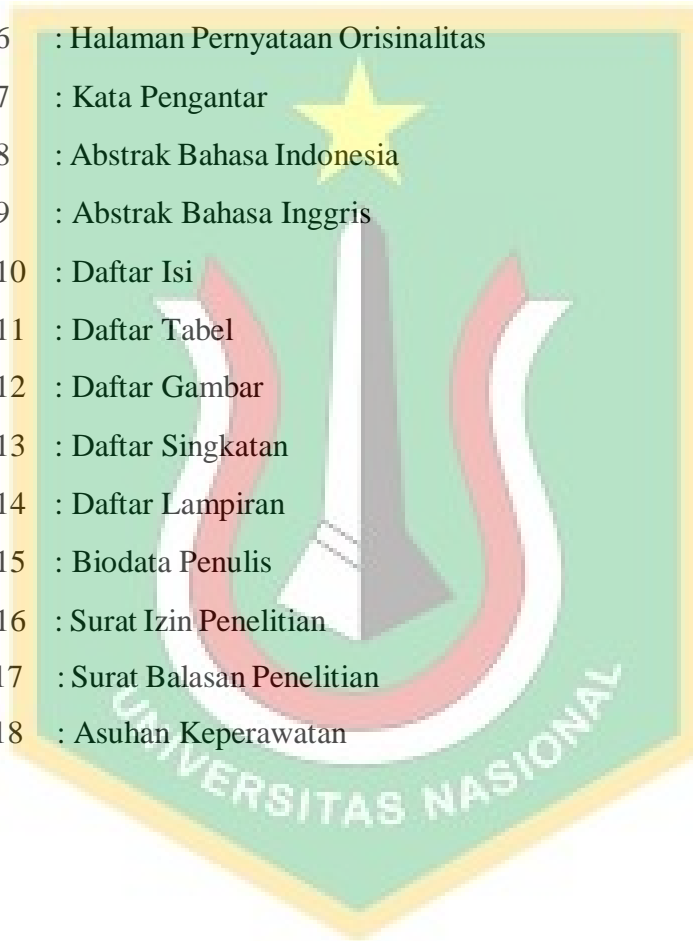 6 : Halaman Pernyataan Orisinalitas
7 : Kata Pengantar
8 : Abstrak Bahasa Indonesia
9 : Abstrak Bahasa Inggris
10 : Daftar Isi
11 : Daftar Tabel
12 : Daftar Gambar
13 : Daftar Singkatan
14 : Daftar Lampiran
15 : Biodata Penulis
16 : Surat Izin Penelitian
17 : Surat Balasan Penelitian
18 : Asuhan Keperawatan
UNIVERSITAS NASIONAL